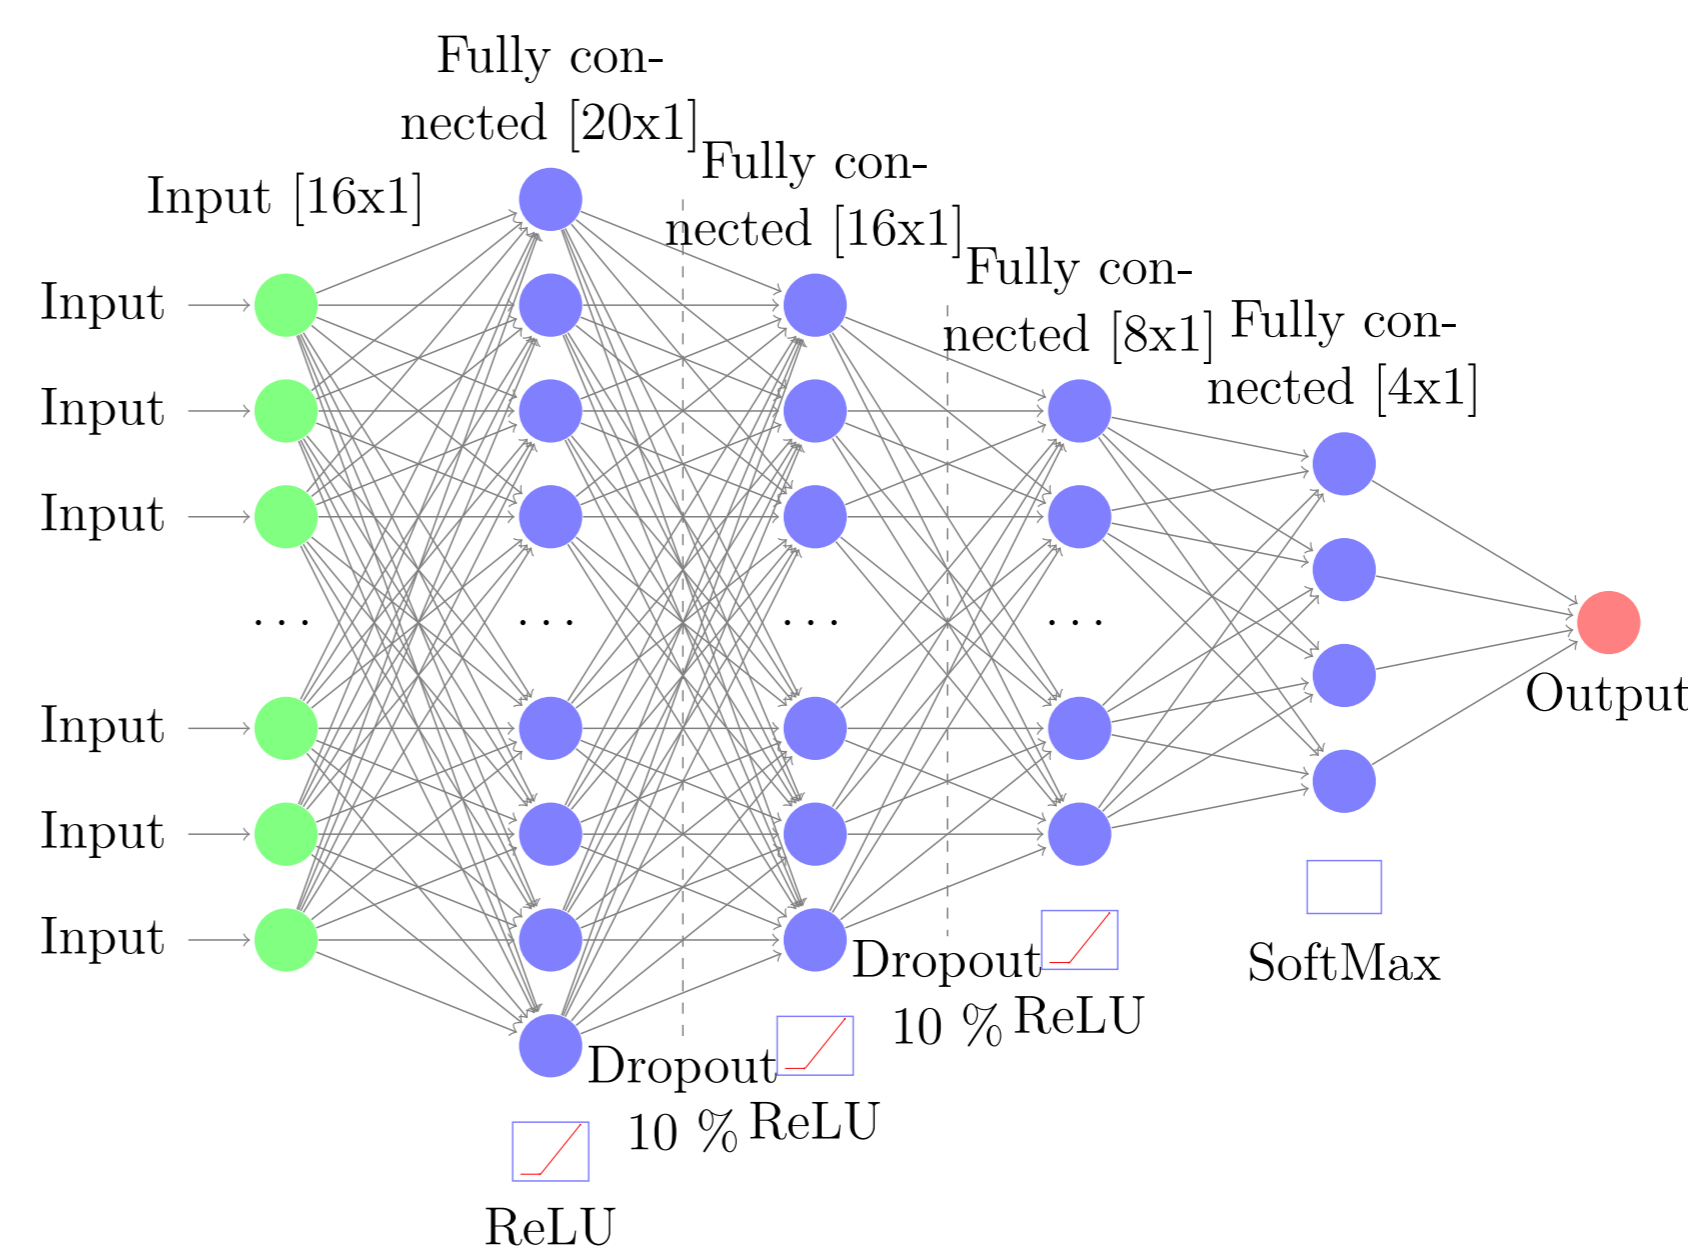 Fully con-
nected [20x1]
Fully con-
nected [16x1]
Input [16x1]
Fully con-
nected [8x1]
Fully con-
nected [4x1]
Input
Input
Input
...
...
...
...
Input
Input
Input
Output
Dropout
10 %
ReLU
SoftMax
Dropout
10 %
ReLU
ReLU